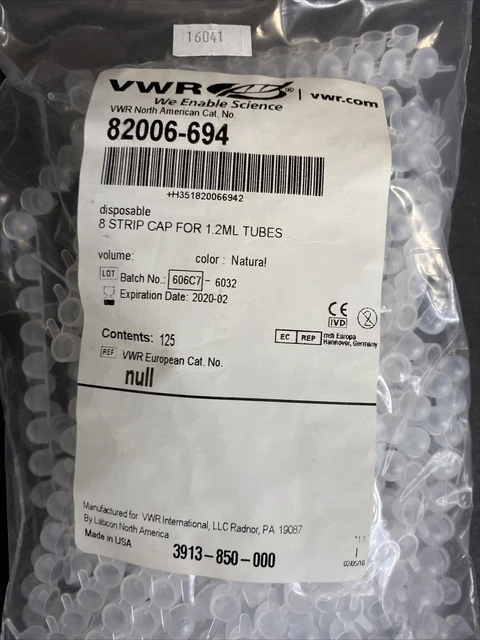 16041
VWR ® | vwr.com
We Enable Science
VWR North American Cat. No.
82006-694
+H351820066942
disposable
8 STRIP CAP FOR 1.2ML TUBES
volume: color : Natural
LOT Batch No.: 606C7 - 6032
Expiration Date: 2020-02
CE
IVD
Contents: 125
EC REP mdi Europa
Hannover, Germany
REF VWR European Cat. No.
null
Manufactured for VWR International, LLC Radnor, PA 19087
By Labcon North America
Made in USA
3913-850-000